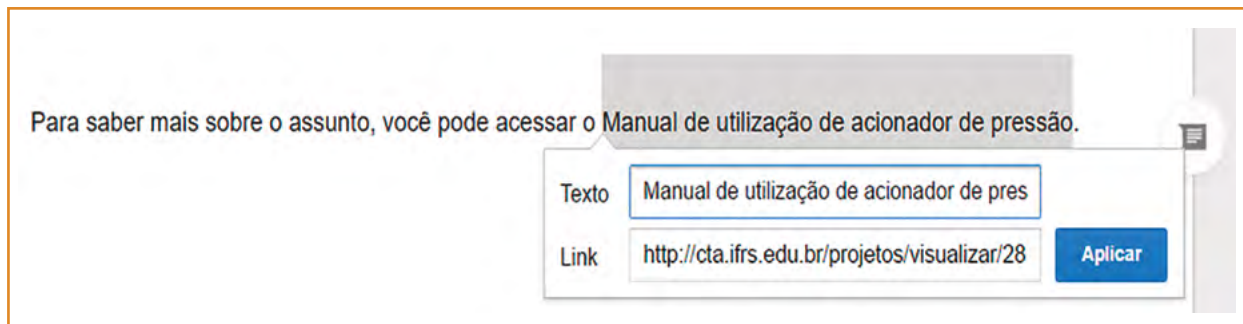 Para saber mais sobre o assunto, você pode acessar o Manual de utilização de acionador de pressão.
Texto Manual de utilização de acionador de pres
Link http://cta.ifrs.edu.br/projetos/visualizar/28 Aplicar